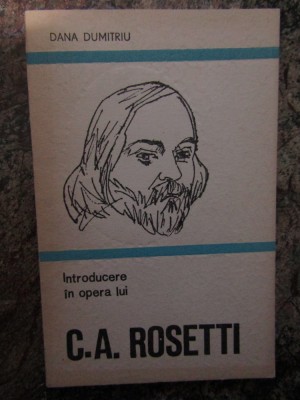 DANA DUMITRIU
Introducere
în opera lui
C.A. ROSETTI